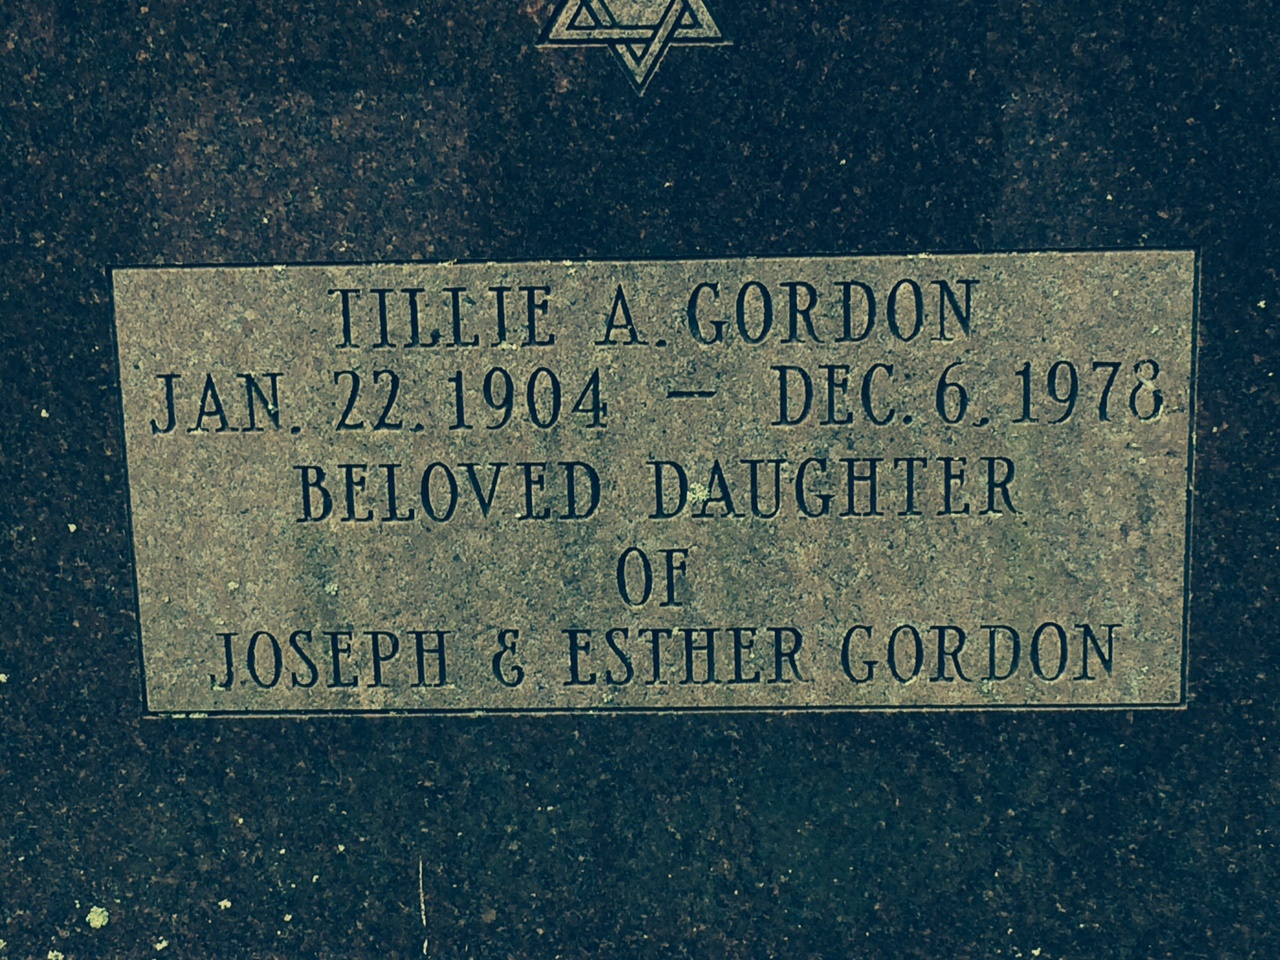 TILLIE A. GORDON
JAN. 22. 1904 – DEC. 6. 1978
BELOVED DAUGHTER
OF
JOSEPH & ESTHER GORDON